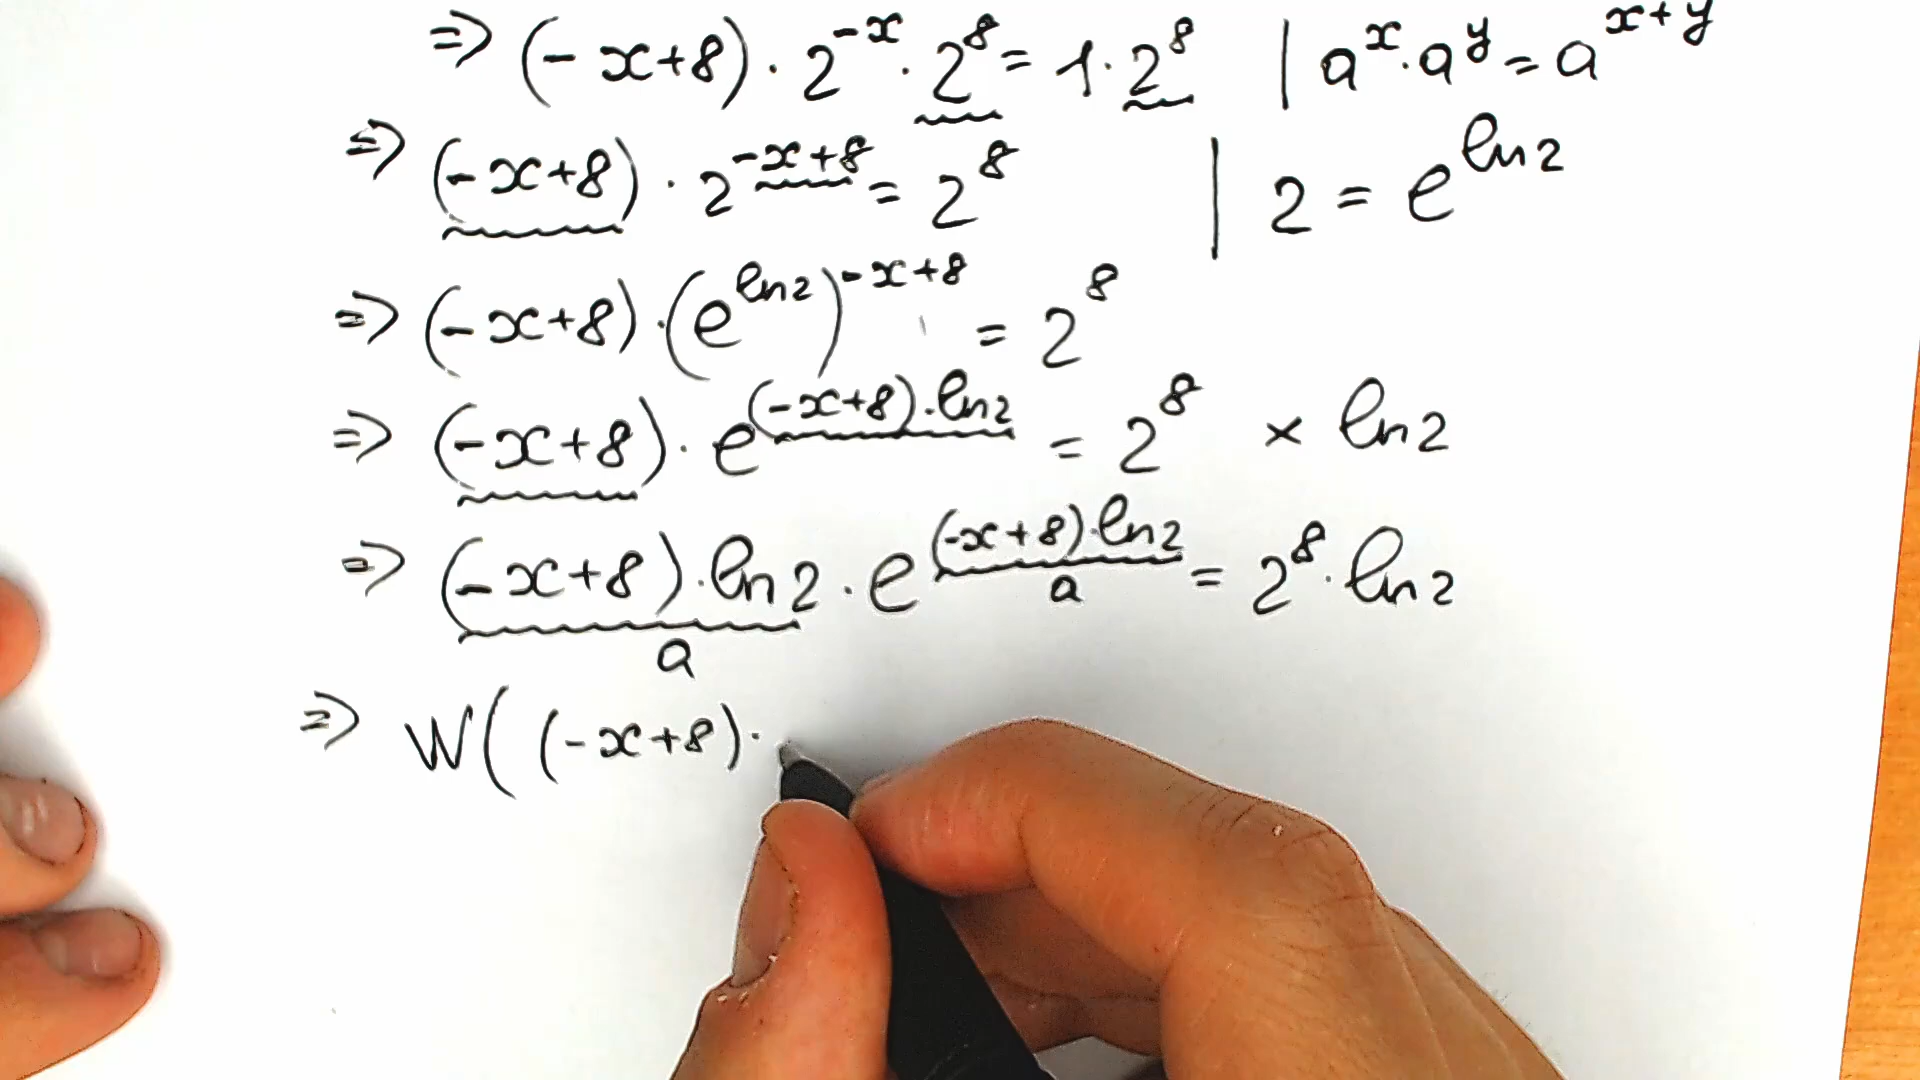 => (-x+8)·2^{-x}·2^8 = 1·2^8 | a^x·a^y = a^{x+y}
=> (-x+8)·2^{-x+8} = 2^8 | 2 = e^{ln2}
=> (-x+8)·(e^{ln2})^{-x+8} = 2^8
=> (-x+8)·e^{(-x+8)·ln2} = 2^8 × ln2
=> (-x+8)·ln2·e^{(-x+8)·ln2} = 2^8·ln2
a a
=> W((-x+8)·